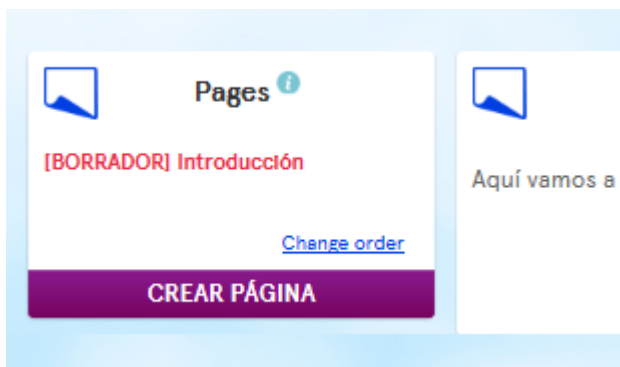 Pages i
[BORRADOR] Introducción
Change order
CREAR PÁGINA
Aquí vamos a